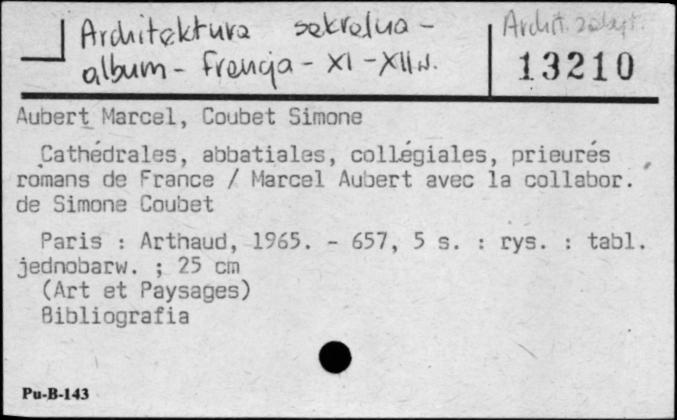 Architektura sakralna -
album - Francja - XI - XII w.
Archit. zabyt.
13210
Aubert Marcel, Coubet Simone
Cathédrales, abbatiales, collégiales, prieurés
romans de France / Marcel Aubert avec la collabor.
de Simone Coubet
Paris : Arthaud, 1965. - 657, 5 s. : rys. : tabl.
jednobarw. ; 25 cm
(Art et Paysages)
Bibliografia
Pu-B-143